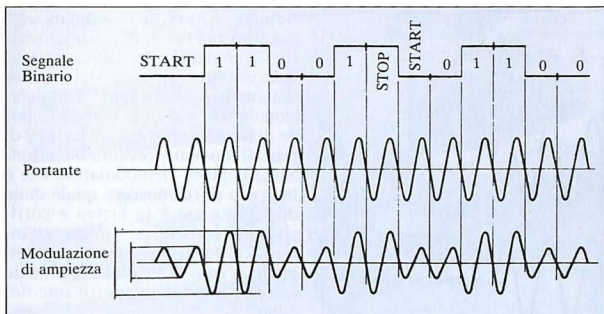 Segnale
Binario
START
1 1 0 0 1
STOP
START
0 1 1 0 0
Portante
Modulazione
di ampiezza